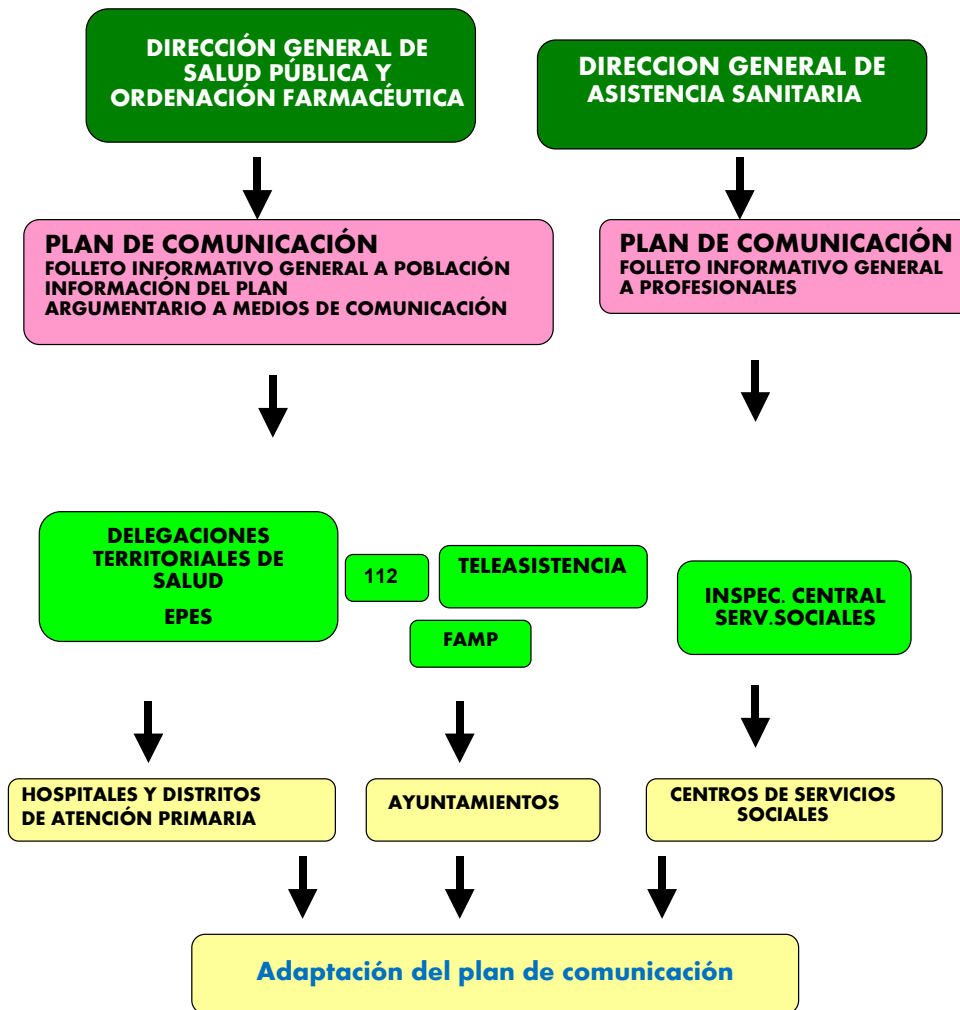 DIRECCIÓN GENERAL DE
SALUD PÚBLICA Y
ORDENACIÓN FARMACÉUTICA
DIRECCION GENERAL DE
ASISTENCIA SANITARIA
PLAN DE COMUNICACIÓN
FOLLETO INFORMATIVO GENERAL A POBLACIÓN
INFORMACIÓN DEL PLAN
ARGUMENTARIO A MEDIOS DE COMUNICACIÓN
PLAN DE COMUNICACIÓN
FOLLETO INFORMATIVO GENERAL
A PROFESIONALES
DELEGACIONES
TERRITORIALES DE
SALUD
EPES
112
TELEASISTENCIA
FAMP
INSPEC. CENTRAL
SERV.SOCIALES
HOSPITALES Y DISTRITOS
DE ATENCIÓN PRIMARIA
AYUNTAMIENTOS
CENTROS DE SERVICIOS
SOCIALES
Adaptación del plan de comunicación